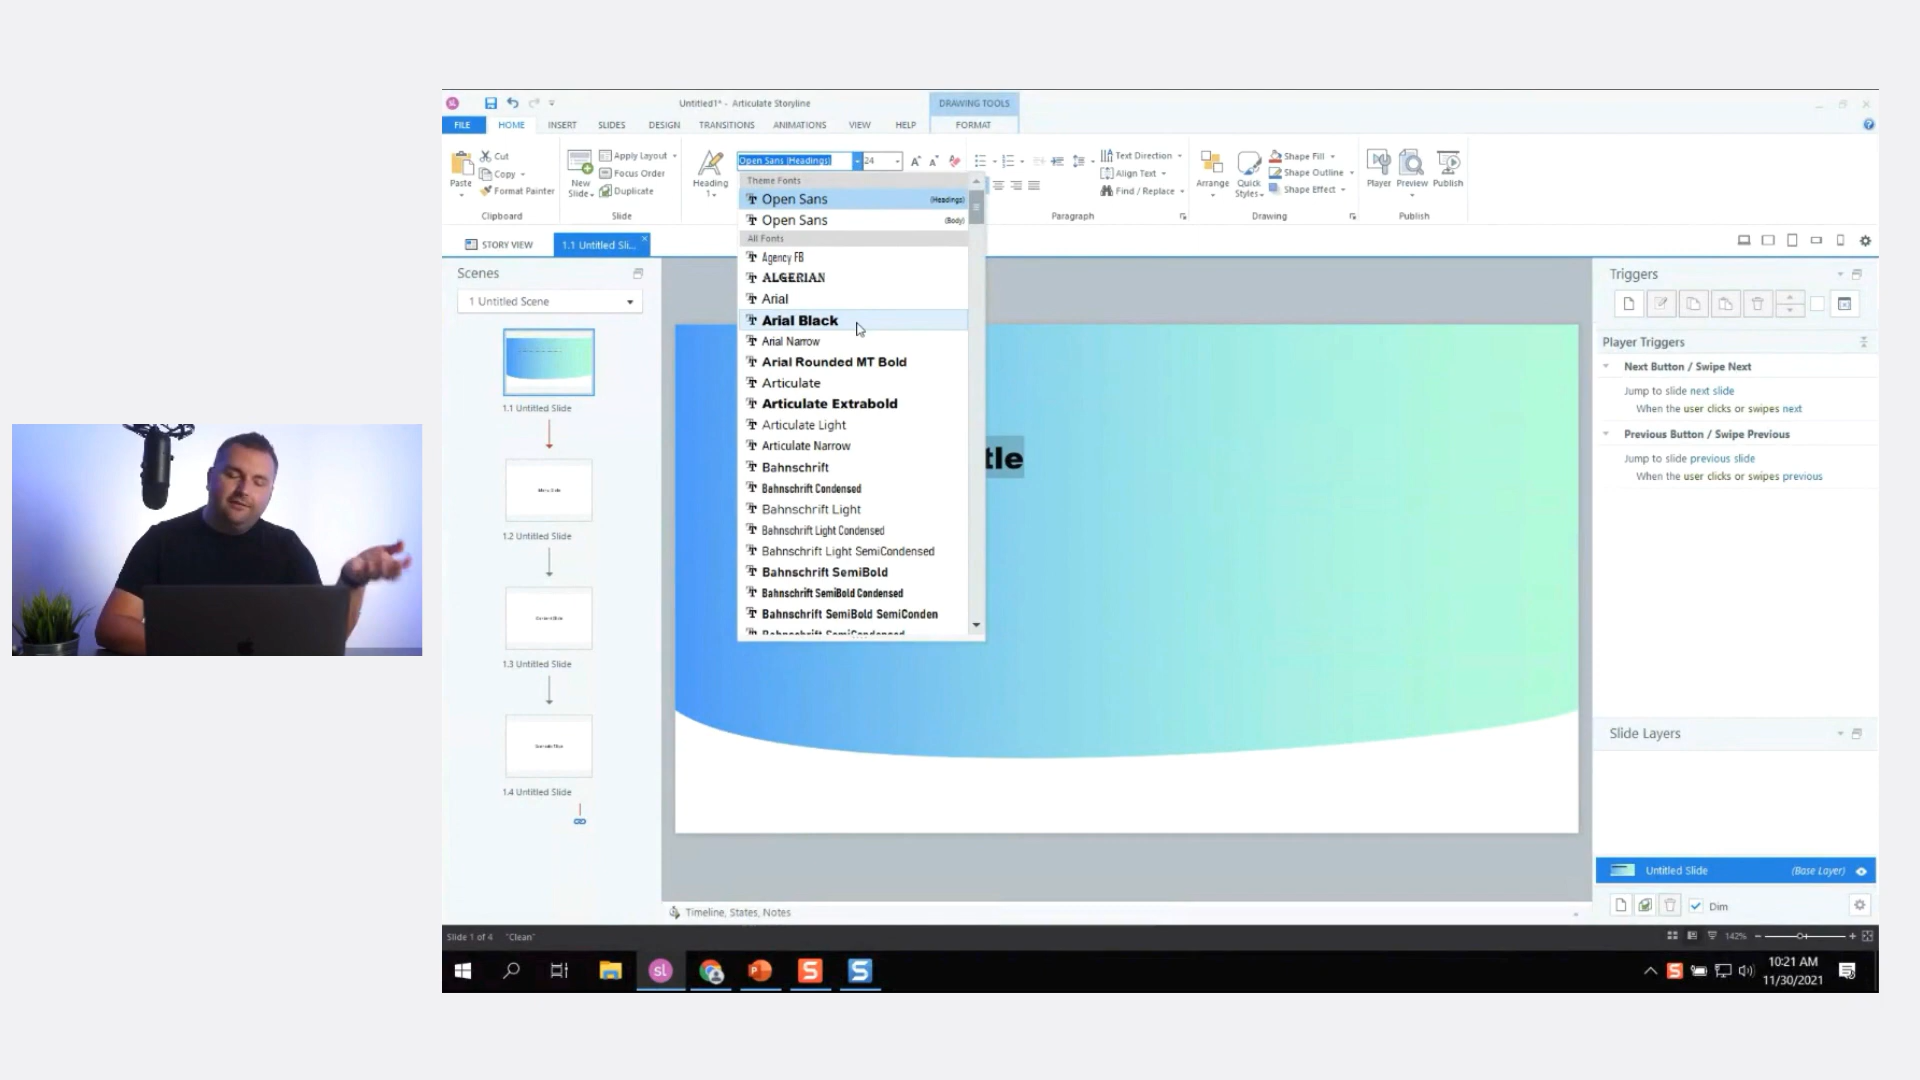 Untitled1* - Articulate Storyline
DRAWING TOOLS
FILE HOME INSERT SLIDES DESIGN TRANSITIONS ANIMATIONS VIEW HELP FORMAT
Paste
Cut
Copy
Format Painter
Clipboard
New Slide
Apply Layout
Focus Order
Duplicate
Slide
Heading 1
Open Sans (Headings) 24
Text Direction
Align Text
Find / Replace
Paragraph
Arrange
Quick Styles
Shape Fill
Shape Outline
Shape Effect
Drawing
Player Preview Publish
Publish
Theme Fonts
Open Sans (Headings)
Open Sans (Body)
All Fonts
Agency FB
ALGERIAN
Arial
Arial Black
Arial Narrow
Arial Rounded MT Bold
Articulate
Articulate Extrabold
Articulate Light
Articulate Narrow
Bahnschrift
Bahnschrift Condensed
Bahnschrift Light
Bahnschrift Light Condensed
Bahnschrift Light SemiCondensed
Bahnschrift SemiBold
Bahnschrift SemiBold Condensed
Bahnschrift SemiBold SemiConden
Bahnschrift SemiCondensed
STORY VIEW
1.1 Untitled Sli...
Scenes
1 Untitled Scene
1.1 Untitled Slide
1.2 Untitled Slide
1.3 Untitled Slide
1.4 Untitled Slide
tle
Triggers
Player Triggers
Next Button / Swipe Next
Jump to slide next slide
When the user clicks or swipes next
Previous Button / Swipe Previous
Jump to slide previous slide
When the user clicks or swipes previous
Slide Layers
Untitled Slide (Base Layer)
Dim
Timeline, States, Notes
Slide 1 of 4 "Clean"
142%
sl
P
S
S
S
10:21 AM
11/30/2021